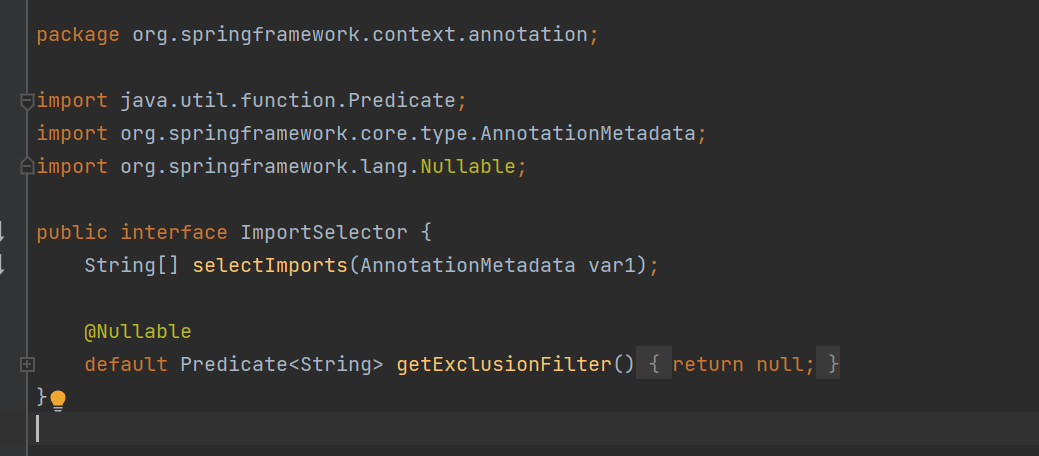 package org.springframework.context.annotation;
import java.util.function.Predicate;
import org.springframework.core.type.AnnotationMetadata;
import org.springframework.lang.Nullable;
public interface ImportSelector {
String[] selectImports(AnnotationMetadata var1);
@Nullable
default Predicate<String> getExclusionFilter() { return null; }
}